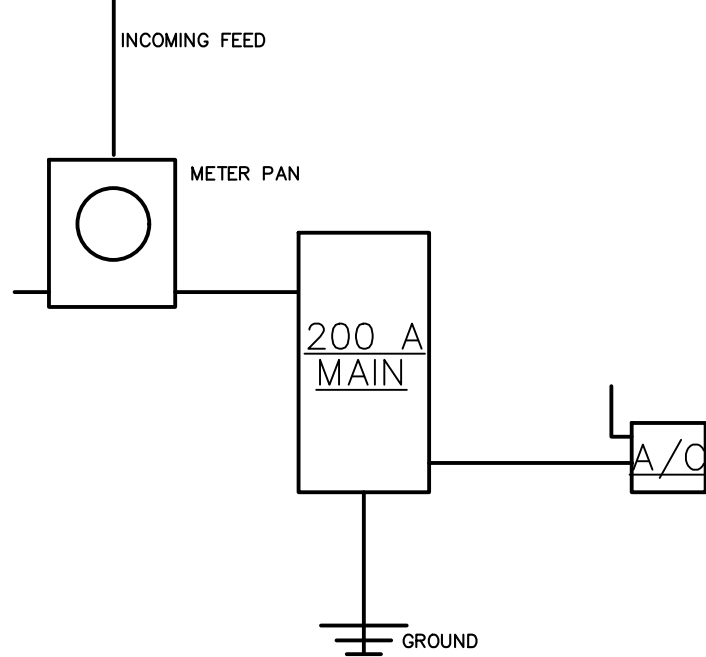 INCOMING FEED
METER PAN
200 A
MAIN
A/C
GROUND